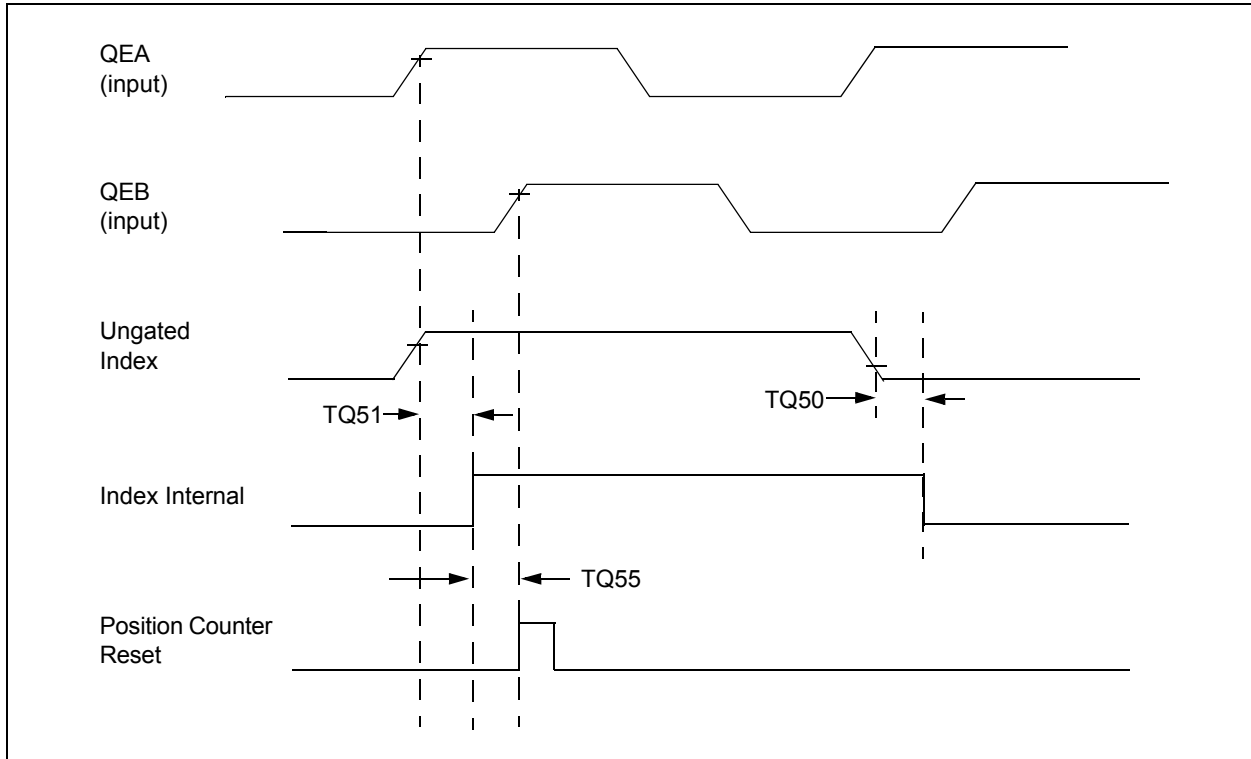 QEA
(input)
QEB
(input)
Ungated
Index
TQ51
TQ50
Index Internal
TQ55
Position Counter
Reset